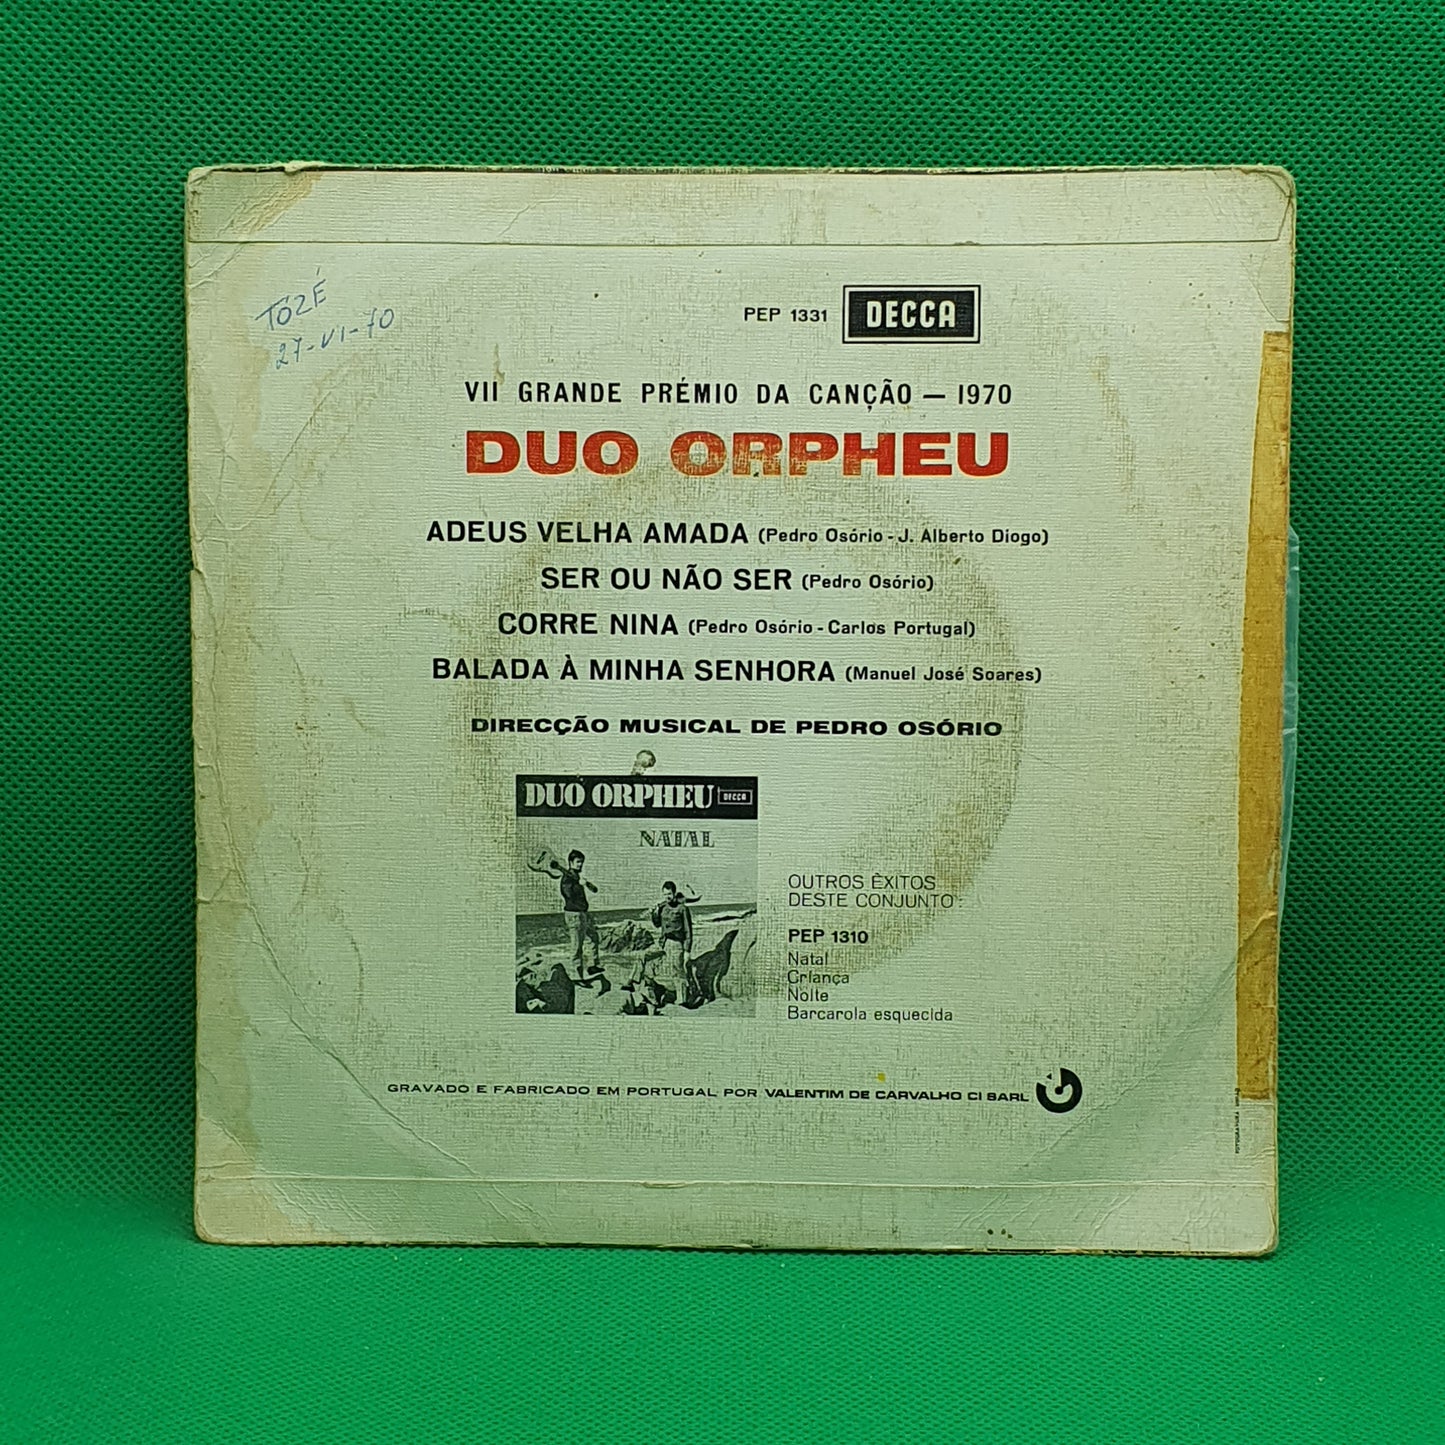 TÓZÉ
27-VI-70
PEP 1331 DECCA
VII GRANDE PRÉMIO DA CANÇÃO — 1970
DUO ORPHEU
ADEUS VELHA AMADA (Pedro Osório - J. Alberto Diogo)
SER OU NÃO SER (Pedro Osório)
CORRE NINA (Pedro Osório - Carlos Portugal)
BALADA À MINHA SENHORA (Manuel José Soares)
DIRECÇÃO MUSICAL DE PEDRO OSÓRIO
DUO ORPHEU DECCA
NATAL
OUTROS ÊXITOS
DESTE CONJUNTO:
PEP 1310
Natal
Criança
Noite
Barcarola esquecida
GRAVADO E FABRICADO EM PORTUGAL POR VALENTIM DE CARVALHO CI SARL